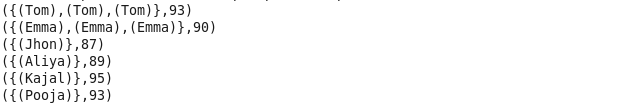 ({(Tom),(Tom),(Tom)},93)
({(Emma),(Emma),(Emma)},90)
({(Jhon)},87)
({(Aliya)},89)
({(Kajal)},95)
({(Pooja)},93)